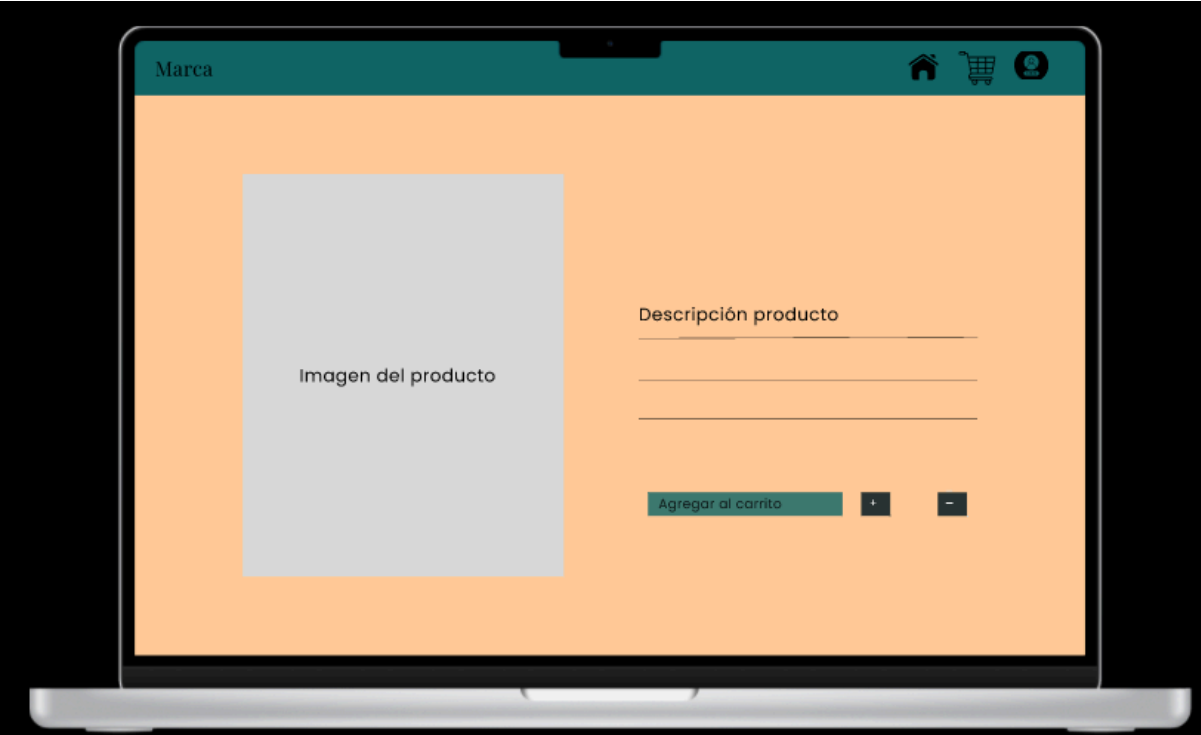 Marca
Imagen del producto
Descripción producto
Agregar al carrito
+
-